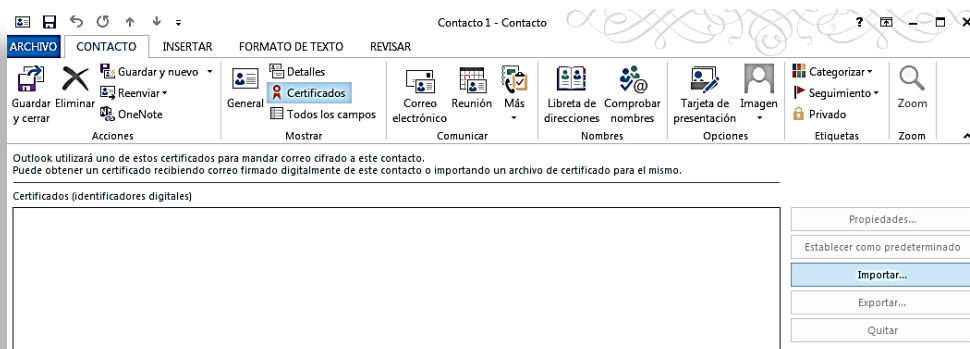 Contacto 1 - Contacto
ARCHIVO CONTACTO INSERTAR FORMATO DE TEXTO REVISAR
Guardar y cerrar
Eliminar
Guardar y nuevo
Reenviar
OneNote
Acciones
General
Detalles
Certificados
Todos los campos
Mostrar
Correo electrónico
Reunión
Más
Comunicar
Libreta de direcciones
Comprobar nombres
Nombres
Tarjeta de presentación
Imagen
Opciones
Categorizar
Seguimiento
Privado
Etiquetas
Zoom
Zoom
Outlook utilizará uno de estos certificados para mandar correo cifrado a este contacto.
Puede obtener un certificado recibiendo correo firmado digitalmente de este contacto o importando un archivo de certificado para el mismo.
Certificados (identificadores digitales)
Propiedades...
Establecer como predeterminado
Importar...
Exportar...
Quitar